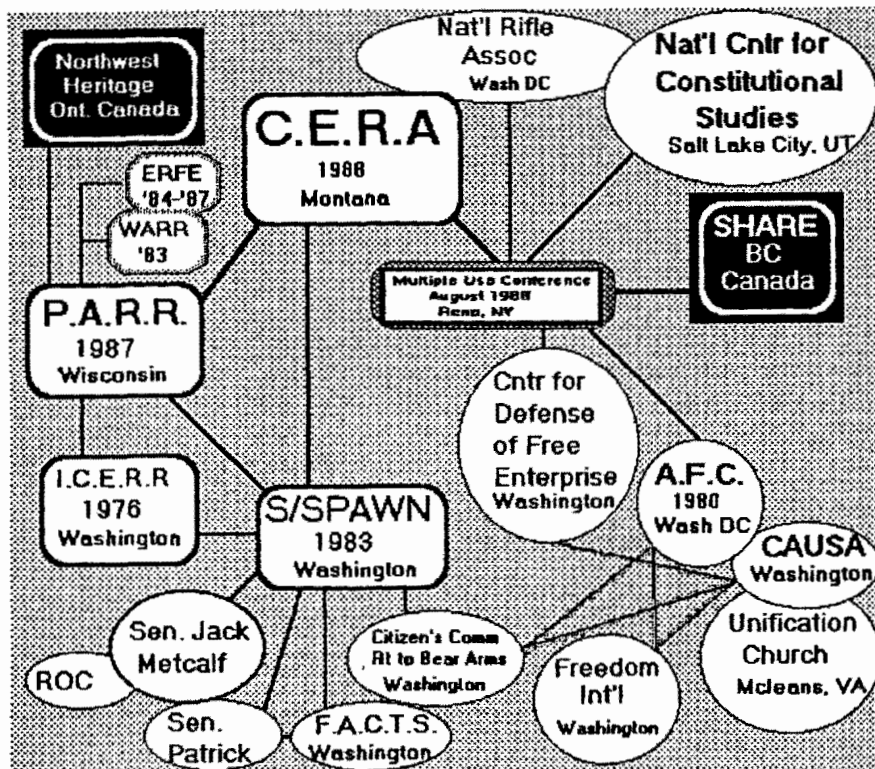 Northwest
Heritage
Ont. Canada
Nat'l Rifle
Assoc
Wash DC
Nat'l Cntr for
Constitutional
Studies
Salt Lake City, UT
C.E.R.A
1988
Montana
ERFE
'84-'87
WARR
'83
SHARE
BC
Canada
Multiple Use Conference
August 1988
Reno, NY
P.A.R.R.
1987
Wisconsin
Cntr for
Defense
of Free
Enterprise
Washington
I.C.E.R.R
1976
Washington
S/SPAWN
1983
Washington
A.F.C.
1980
Wash DC
CAUSA
Washington
Sen. Jack
Metcalf
ROC
Citizen's Comm
Rt to Bear Arms
Washington
Unification
Church
Mcleans, VA
Freedom
Int'l
Washington
Sen.
Patrick
F.A.C.T.S.
Washington